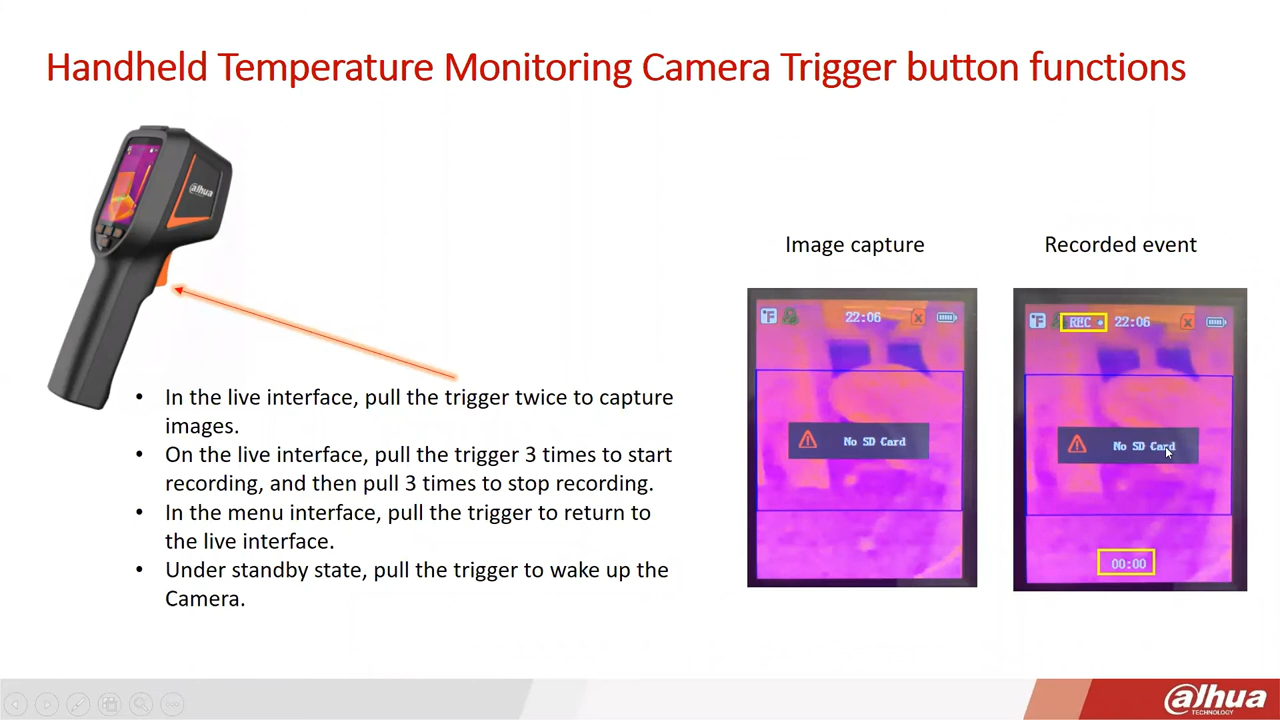 Handheld Temperature Monitoring Camera Trigger button functions
alhua
Image capture
Recorded event
°F
22:06
No SD Card
°F
REC
22:06
No SD Card
00:00
• In the live interface, pull the trigger twice to capture
images.
• On the live interface, pull the trigger 3 times to start
recording, and then pull 3 times to stop recording.
• In the menu interface, pull the trigger to return to
the live interface.
• Under standby state, pull the trigger to wake up the
Camera.
alhua
TECHNOLOGY